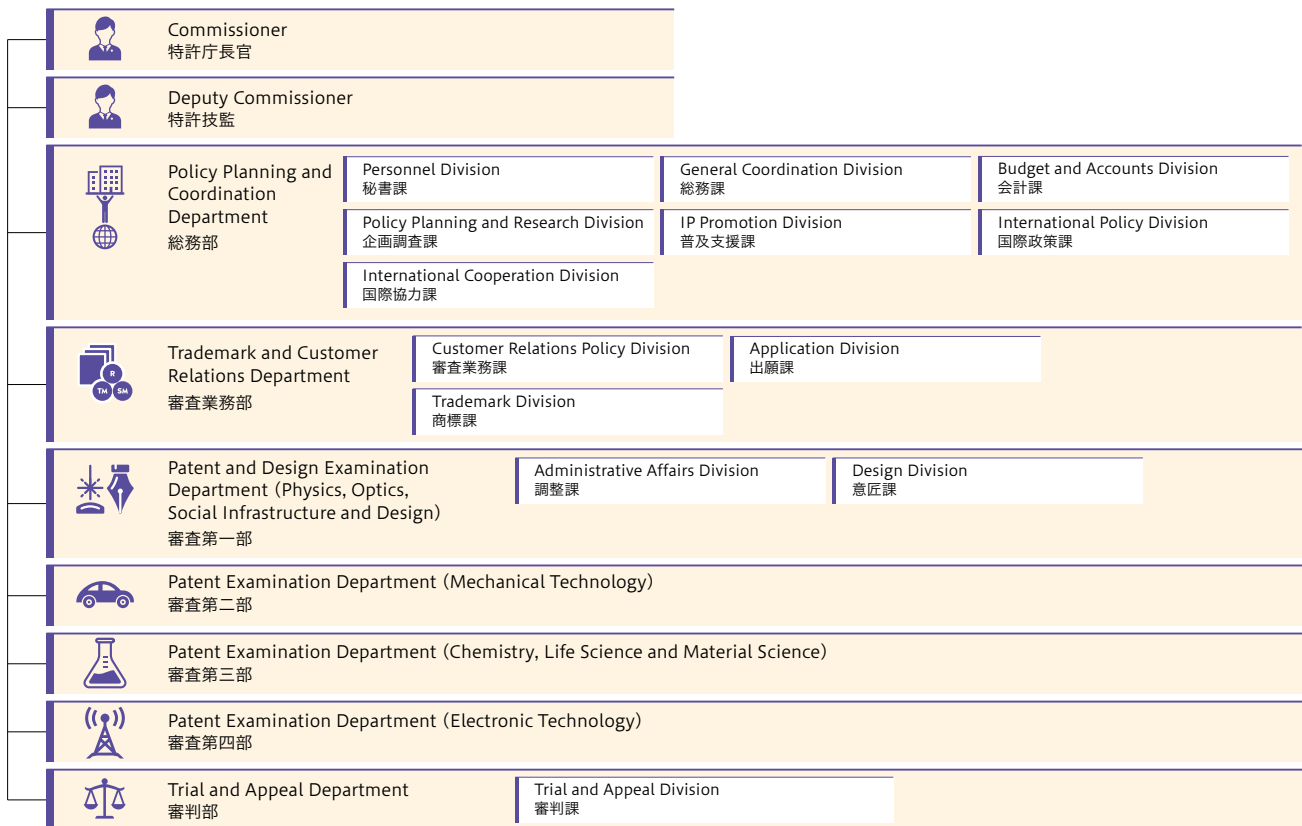 Commissioner
特許庁長官
Deputy Commissioner
特許技監
Policy Planning and
Coordination
Department
総務部
Personnel Division
秘書課
General Coordination Division
総務課
Budget and Accounts Division
会計課
Policy Planning and Research Division
企画調査課
IP Promotion Division
普及支援課
International Policy Division
国際政策課
International Cooperation Division
国際協力課
R
TM SM
Trademark and Customer
Relations Department
審査業務部
Customer Relations Policy Division
審査業務課
Application Division
出願課
Trademark Division
商標課
Patent and Design Examination
Department (Physics, Optics,
Social Infrastructure and Design)
審査第一部
Administrative Affairs Division
調整課
Design Division
意匠課
Patent Examination Department (Mechanical Technology)
審査第二部
Patent Examination Department (Chemistry, Life Science and Material Science)
審査第三部
Patent Examination Department (Electronic Technology)
審査第四部
Trial and Appeal Department
審判部
Trial and Appeal Division
審判課